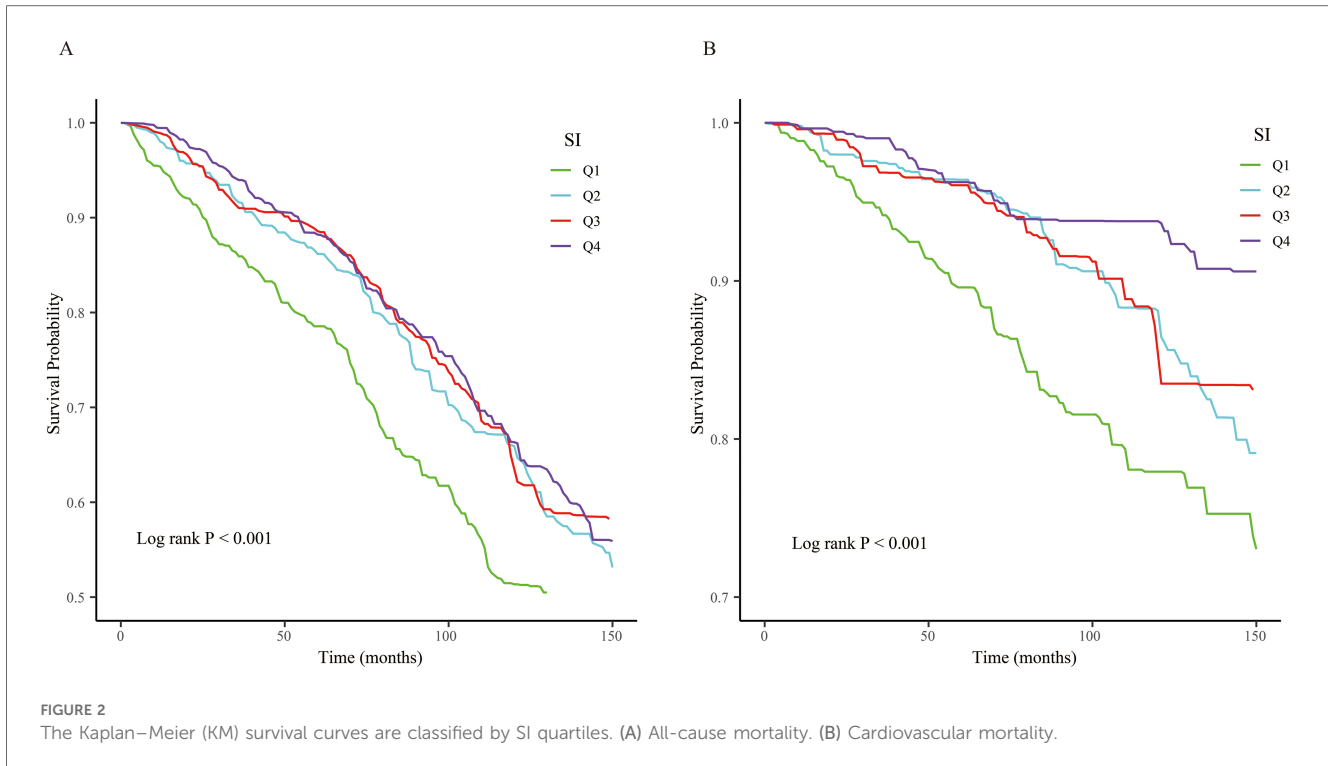 A
1.0
0.9
0.8
0.7
0.6
0.5
Survival Probability
0
50
100
150
Time (months)
SI
Q1
Q2
Q3
Q4
Log rank P < 0.001
B
1.0
0.9
0.8
0.7
Survival Probability
0
50
100
150
Time (months)
SI
Q1
Q2
Q3
Q4
Log rank P < 0.001
FIGURE 2
The Kaplan–Meier (KM) survival curves are classified by SI quartiles. (A) All-cause mortality. (B) Cardiovascular mortality.